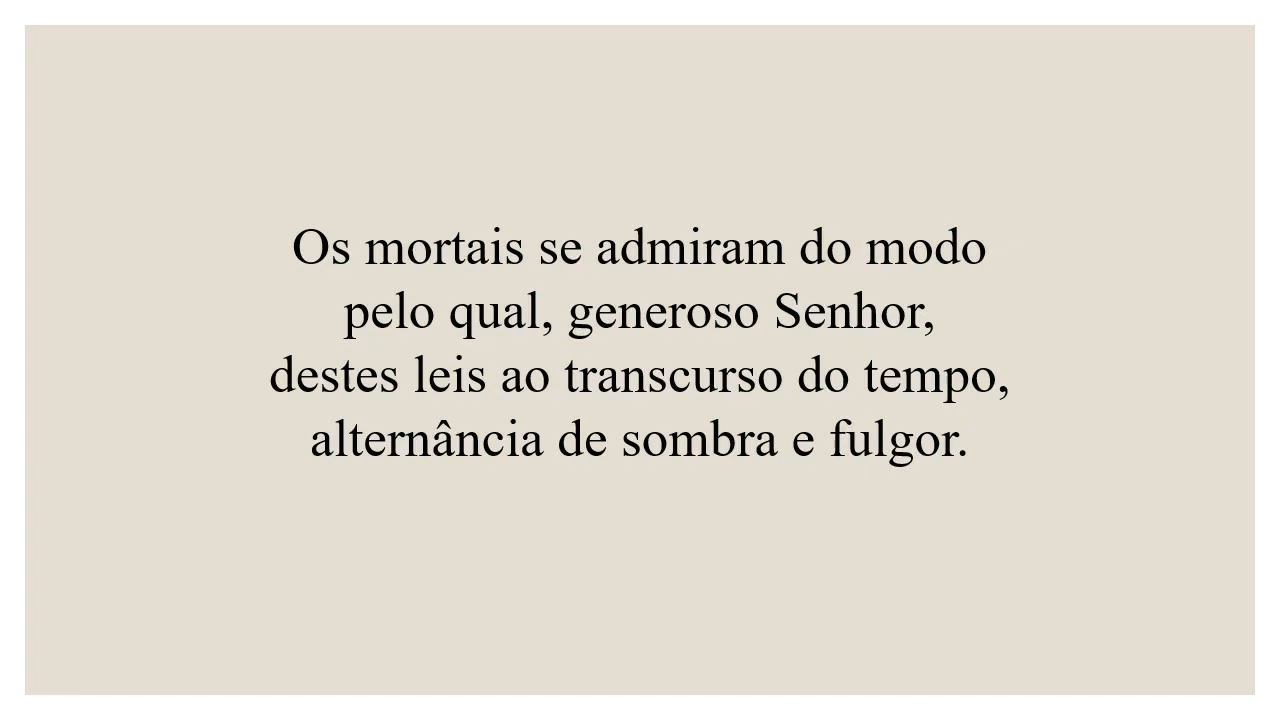 Os mortais se admiram do modo
pelo qual, generoso Senhor,
destes leis ao transcurso do tempo,
alternância de sombra e fulgor.